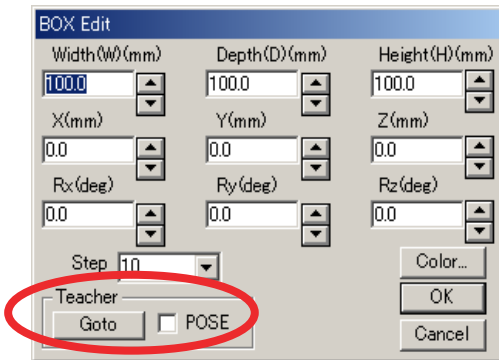 BOX Edit
Width(W)(mm) Depth(D)(mm) Height(H)(mm)
100.0 100.0 100.0
X(mm) Y(mm) Z(mm)
0.0 0.0 0.0
Rx(deg) Ry(deg) Rz(deg)
0.0 0.0 0.0
Step 10 Color...
Teacher OK
Goto POSE Cancel